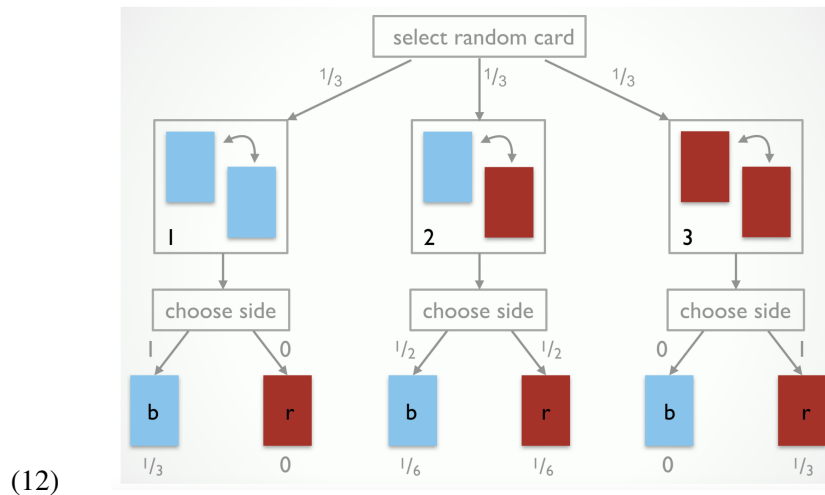 select random card
1/3 1/3 1/3
1 2 3
choose side choose side choose side
1 0 1/2 1/2 0 1
b r b r b r
(12) 1/3 0 1/6 1/6 0 1/3